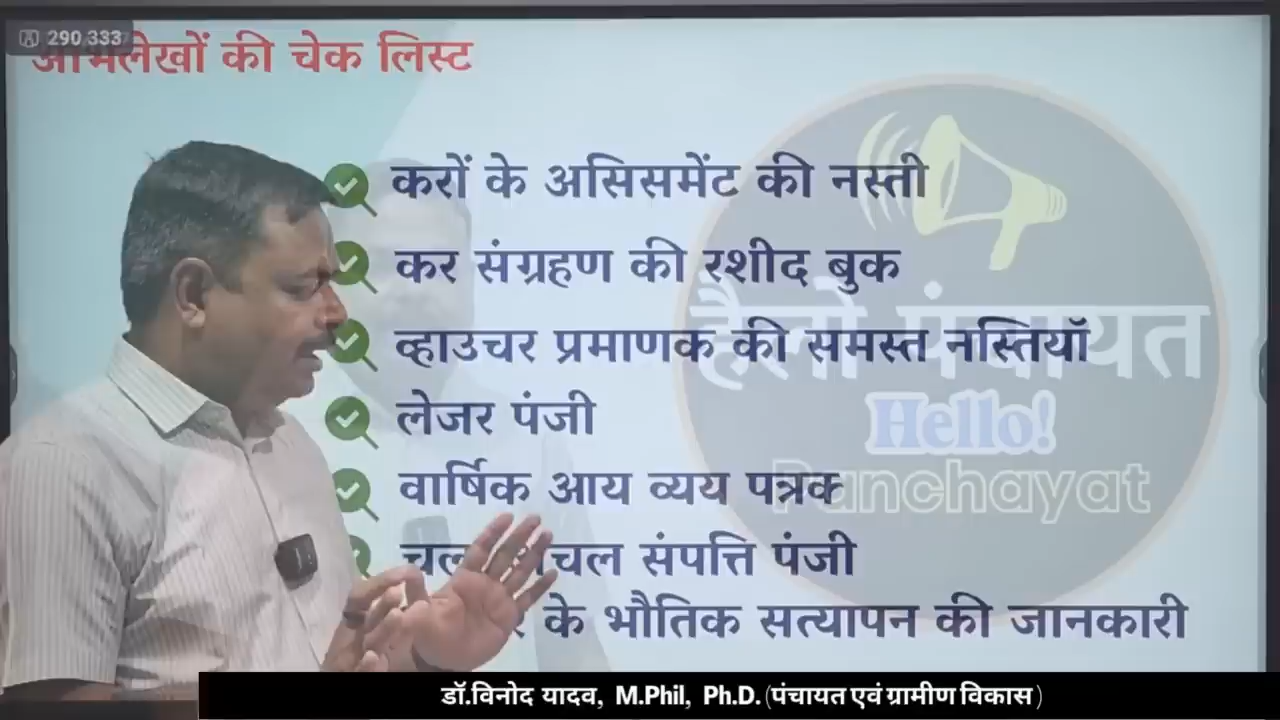 290 333
अभिलेखों की चेक लिस्ट
करों के असिसमेंट की नस्ती
कर संग्रहण की रशीद बुक
व्हाउचर प्रमाणक की समस्त नस्तियॉ
लेजर पंजी
वार्षिक आय व्यय पत्रक
संपत्ति पंजी
के भौतिक सत्यापन की जानकारी
हैलो पंचायत
Hello!
Panchayat
डॉ.विनोद यादव, M.Phil, Ph.D.(पंचायत एवं ग्रामीण विकास)